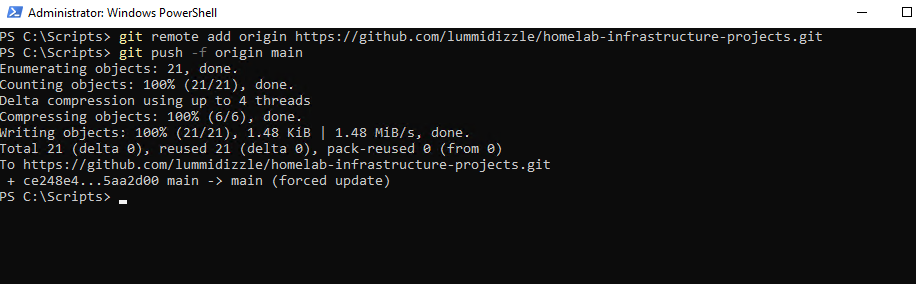 Administrator: Windows PowerShell
PS C:\Scripts> git remote add origin https://github.com/lummidizzle/homelab-infrastructure-projects.git
PS C:\Scripts> git push -f origin main
Enumerating objects: 21, done.
Counting objects: 100% (21/21), done.
Delta compression using up to 4 threads
Compressing objects: 100% (6/6), done.
Writing objects: 100% (21/21), 1.48 KiB | 1.48 MiB/s, done.
Total 21 (delta 0), reused 21 (delta 0), pack-reused 0 (from 0)
To https://github.com/lummidizzle/homelab-infrastructure-projects.git
 + ce248e4...5aa2d00 main -> main (forced update)
PS C:\Scripts>